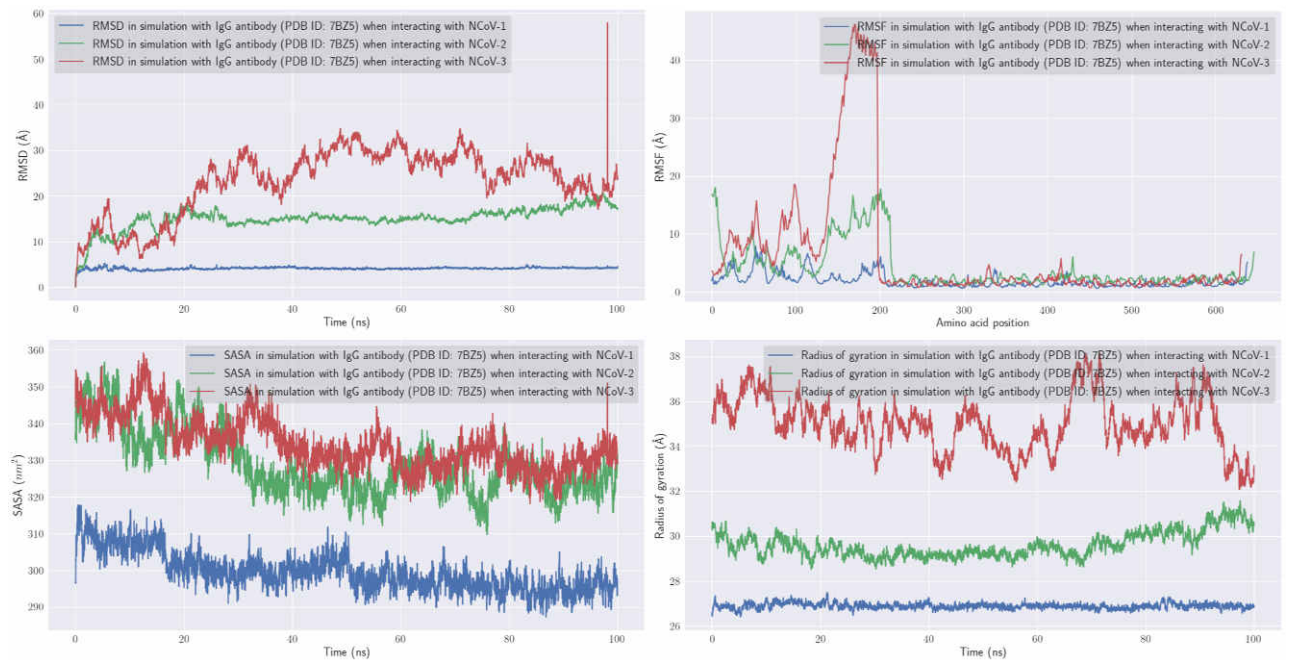 RMSD in simulation with IgG antibody (PDB ID: 7BZ5) when interacting with NCoV-1
RMSD in simulation with IgG antibody (PDB ID: 7BZ5) when interacting with NCoV-2
RMSD in simulation with IgG antibody (PDB ID: 7BZ5) when interacting with NCoV-3
60
50
40
30
20
10
0
RMSD (Å)
0 20 40 60 80 100
Time (ns)
RMSF in simulation with IgG antibody (PDB ID: 7BZ5) when interacting with NCoV-1
RMSF in simulation with IgG antibody (PDB ID: 7BZ5) when interacting with NCoV-2
RMSF in simulation with IgG antibody (PDB ID: 7BZ5) when interacting with NCoV-3
40
30
20
10
0
RMSF (Å)
0 100 200 300 400 500 600
Amino acid position
SASA in simulation with IgG antibody (PDB ID: 7BZ5) when interacting with NCoV-1
SASA in simulation with IgG antibody (PDB ID: 7BZ5) when interacting with NCoV-2
SASA in simulation with IgG antibody (PDB ID: 7BZ5) when interacting with NCoV-3
360
350
340
330
320
310
300
290
SASA (nm²)
0 20 40 60 80 100
Time (ns)
Radius of gyration in simulation with IgG antibody (PDB ID: 7BZ5) when interacting with NCoV-1
Radius of gyration in simulation with IgG antibody (PDB ID: 7BZ5) when interacting with NCoV-2
Radius of gyration in simulation with IgG antibody (PDB ID: 7BZ5) when interacting with NCoV-3
38
36
34
32
30
28
26
Radius of gyration (Å)
0 20 40 60 80 100
Time (ns)